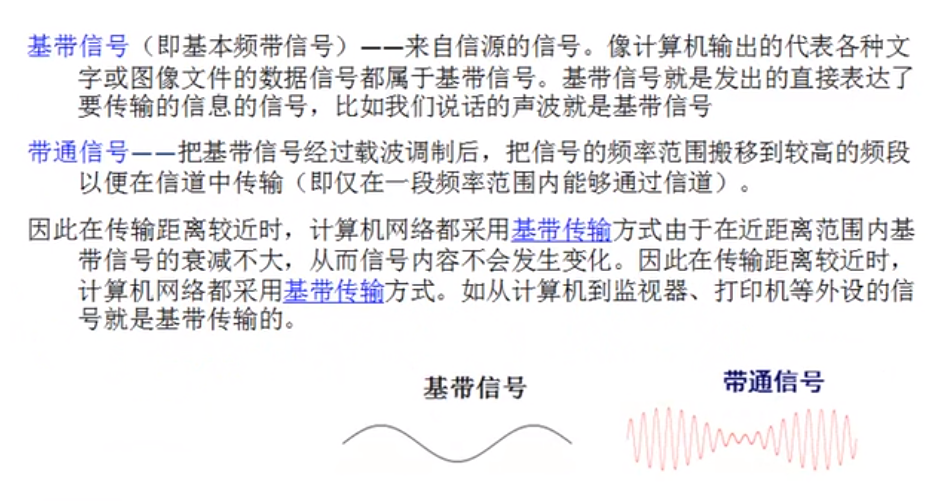 基带信号（即基本频带信号）——来自信源的信号。像计算机输出的代表各种文
字或图像文件的数据信号都属于基带信号。基带信号就是发出的直接表达了
要传输的信息的信号，比如我们说话的声波就是基带信号
带通信号——把基带信号经过载波调制后，把信号的频率范围搬移到较高的频段
以便在信道中传输（即仅在一段频率范围内能够通过信道）。
因此在传输距离较近时，计算机网络都采用基带传输方式由于在近距离范围内基
带信号的衰减不大，从而信号内容不会发生变化。因此在传输距离较近时，
计算机网络都采用基带传输方式。如从计算机到监视器、打印机等外设的信
号就是基带传输的。
基带信号
带通信号